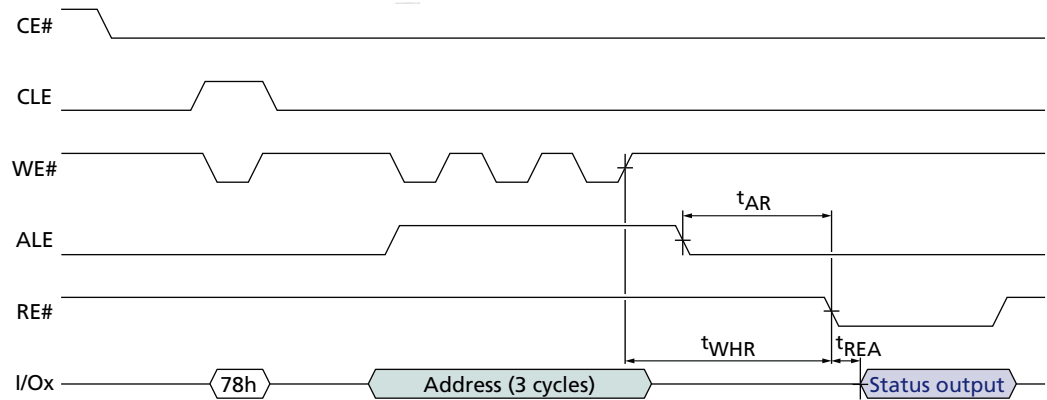 CE#
CLE
WE#
tAR
ALE
RE#
tWHR tREA
I/Ox 78h Address (3 cycles) Status output